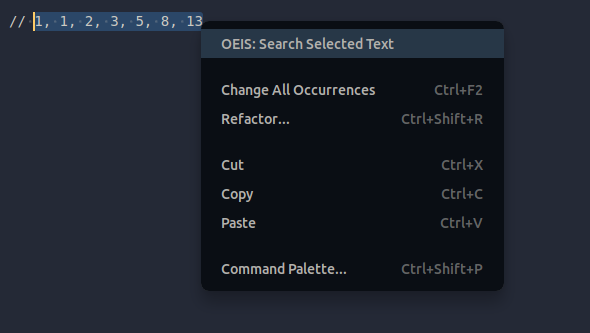 // 1, 1, 2, 3, 5, 8, 13
OEIS: Search Selected Text
Change All Occurrences Ctrl+F2
Refactor... Ctrl+Shift+R
Cut Ctrl+X
Copy Ctrl+C
Paste Ctrl+V
Command Palette... Ctrl+Shift+P